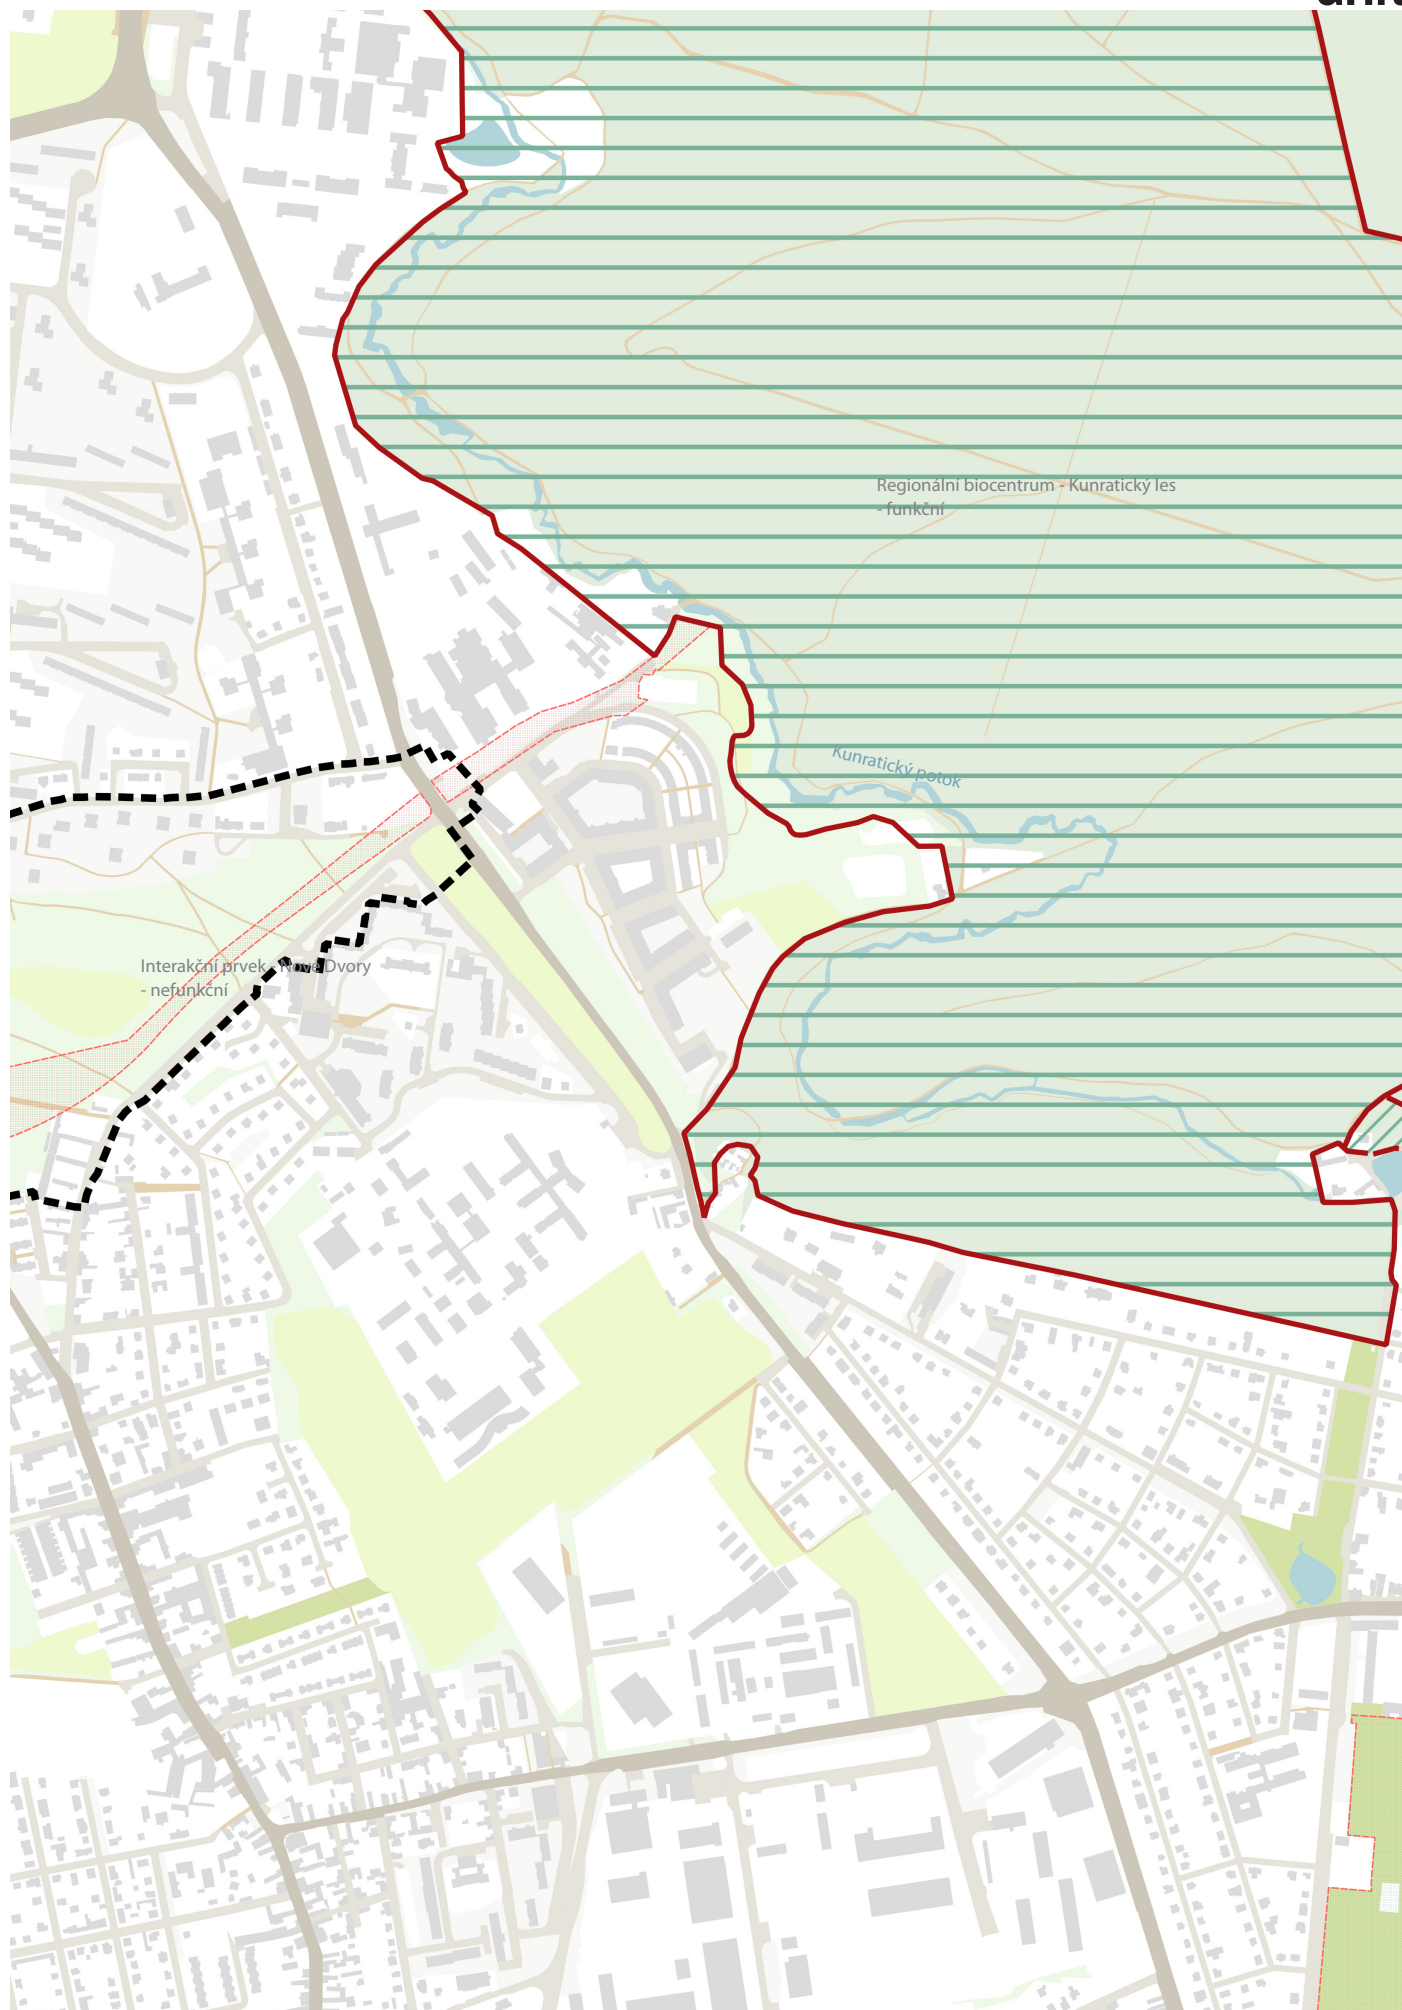 Regionální biocentrum - Kunratický les
- funkční
Kunratický potok
Interakční prvek - Nové Dvory
- nefunkční